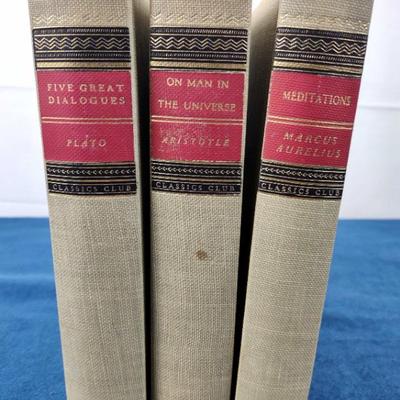 FIVE GREAT
DIALOGUES
PLATO
CLASSICS CLUB
ON MAN IN
THE UNIVERSE
ARISTOTLE
CLASSICS CLUB
MEDITATIONS
MARCUS
AURELIUS
CLASSICS CLUB